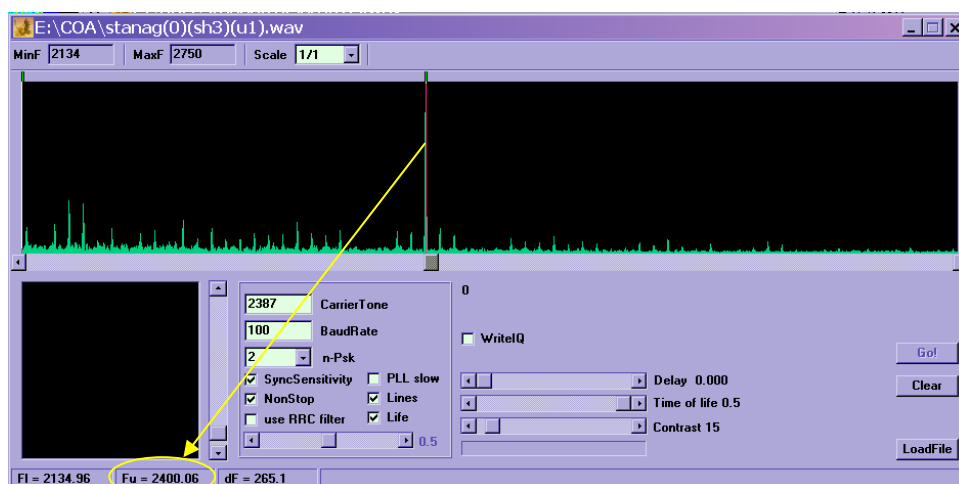 E:\COA\stanag(0)(sh3)(u1).wav
MinF 2134 MaxF 2750 Scale 1/1
0
2387 CarrierTone
100 BaudRate
2 n-Psk
SyncSensitivity PLL slow
NonStop Lines
use RRC filter Life
0.5
WriteIQ
Delay 0.000
Time of life 0.5
Contrast 15
Go!
Clear
LoadFile
Fl = 2134.96 Fu = 2400.06 dF = 265.1